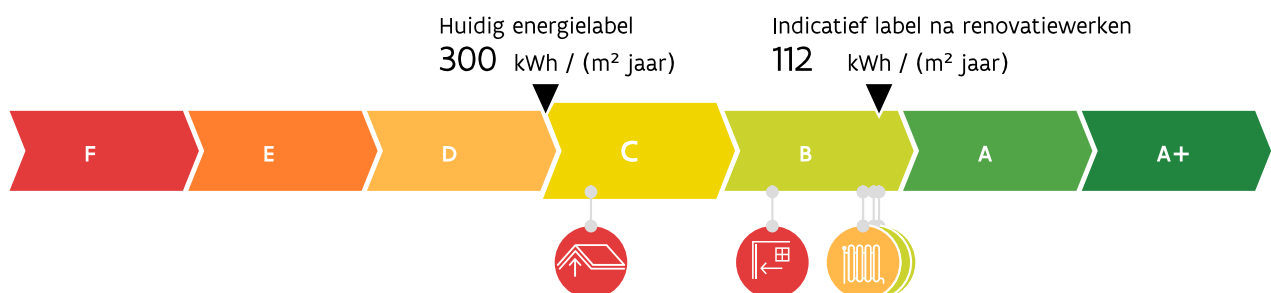 Huidig energielabel
300 kWh / (m² jaar)
Indicatief label na renovatiewerken
112 kWh / (m² jaar)
F
E
D
C
B
A
A+